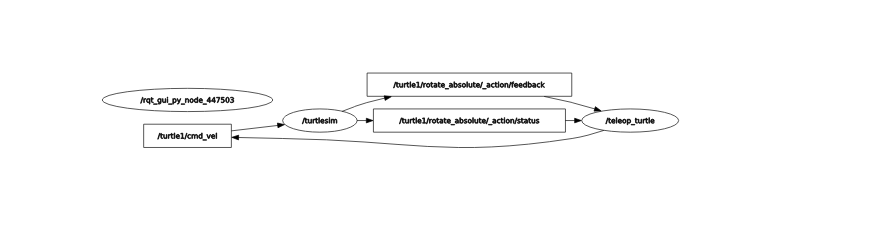 /turtle1/rotate_absolute/_action/feedback
/rqt_gui_py_node_447503
/turtlesim
/turtle1/rotate_absolute/_action/status
/teleop_turtle
/turtle1/cmd_vel